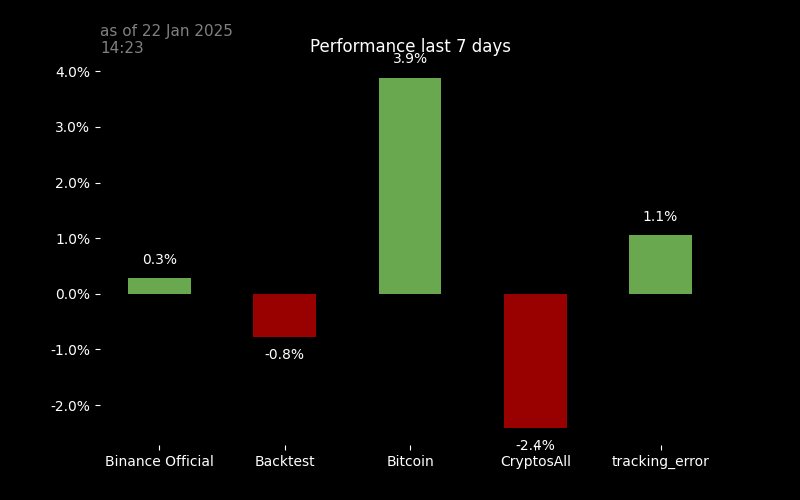 as of 22 Jan 2025
14:23
Performance last 7 days
4.0%
3.0%
2.0%
1.0%
0.0%
-1.0%
-2.0%
0.3%
-0.8%
3.9%
-2.4%
1.1%
Binance Official
Backtest
Bitcoin
CryptosAll
tracking_error